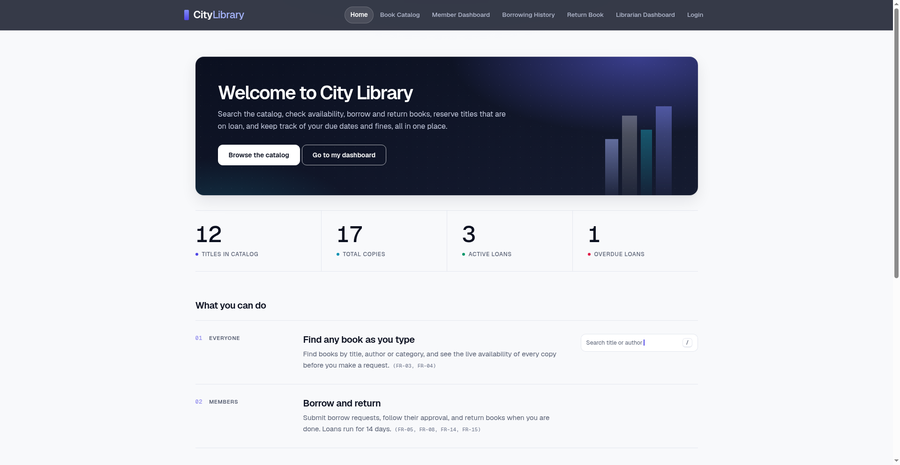 CityLibrary
Home
Book Catalog
Member Dashboard
Borrowing History
Return Book
Librarian Dashboard
Login
Welcome to City Library
Search the catalog, check availability, borrow and return books, reserve titles that are
on loan, and keep track of your due dates and fines, all in one place.
Browse the catalog
Go to my dashboard
12
TITLES IN CATALOG
17
TOTAL COPIES
3
ACTIVE LOANS
1
OVERDUE LOANS
What you can do
01 EVERYONE
Find any book as you type
Find books by title, author or category, and see the live availability of every copy
before you make a request. (FR-03, FR-04)
Search title or author
/
02 MEMBERS
Borrow and return
Submit borrow requests, follow their approval, and return books when you are
done. Loans run for 14 days. (FR-05, FR-08, FR-14, FR-15)